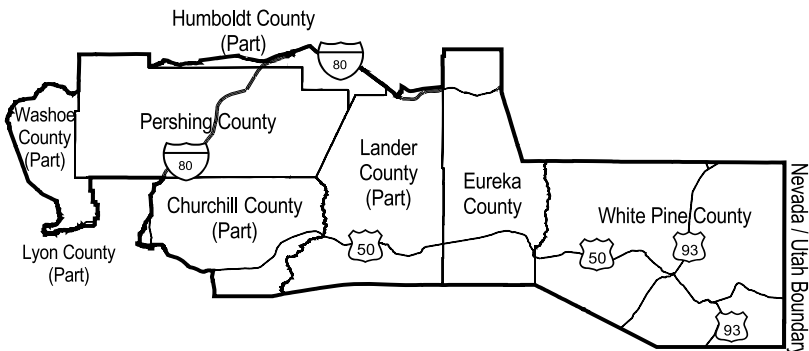 Humboldt County
(Part)
80
Washoe
County
(Part)
Pershing County
80
Lander
County
(Part)
Eureka
County
Churchill County
(Part)
White Pine County
Lyon County
(Part)
50
50
93
93
Nevada / Utah Boundary